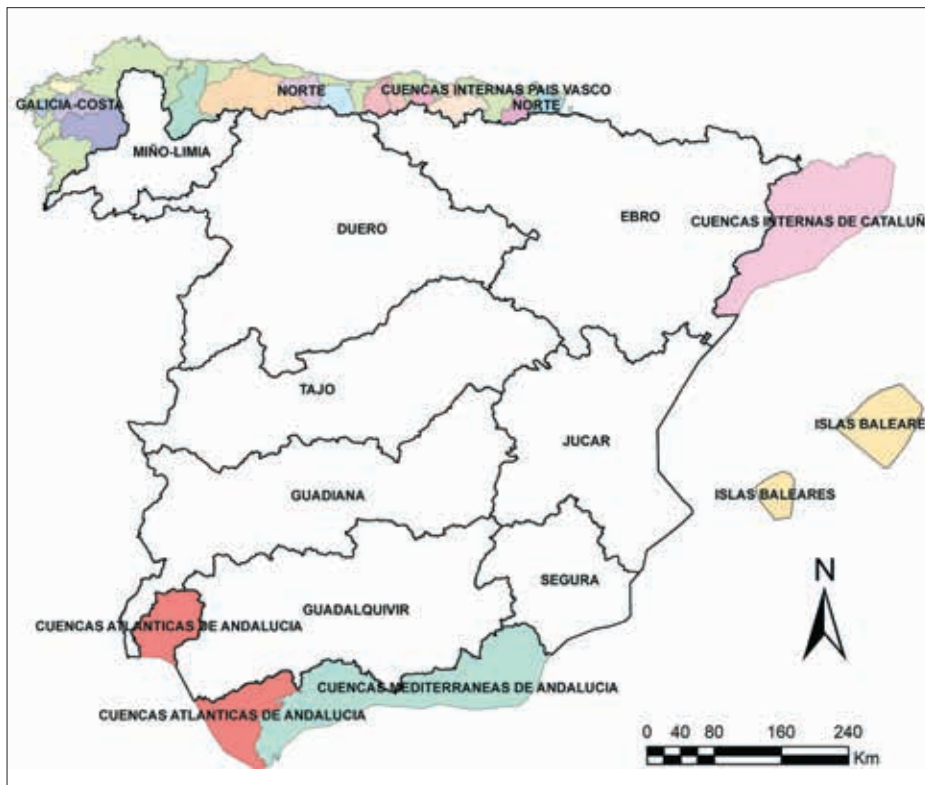 CUENCAS INTERNAS PAIS VASCO
NORTE
NORTE
GALICIA-COSTA
MIÑO-LIMIA
EBRO
CUENCAS INTERNAS DE CATALUÑ
DUERO
TAJO
ISLAS BALEARE
JUCAR
GUADIANA
ISLAS BALEARES
SEGURA
N
GUADALQUIVIR
CUENCAS ATLANTICAS DE ANDALUCIA
CUENCAS MEDITERRANEAS DE ANDALUCIA
CUENCAS ATLANTICAS DE ANDALUCIA
0 40 80 160 240
Km